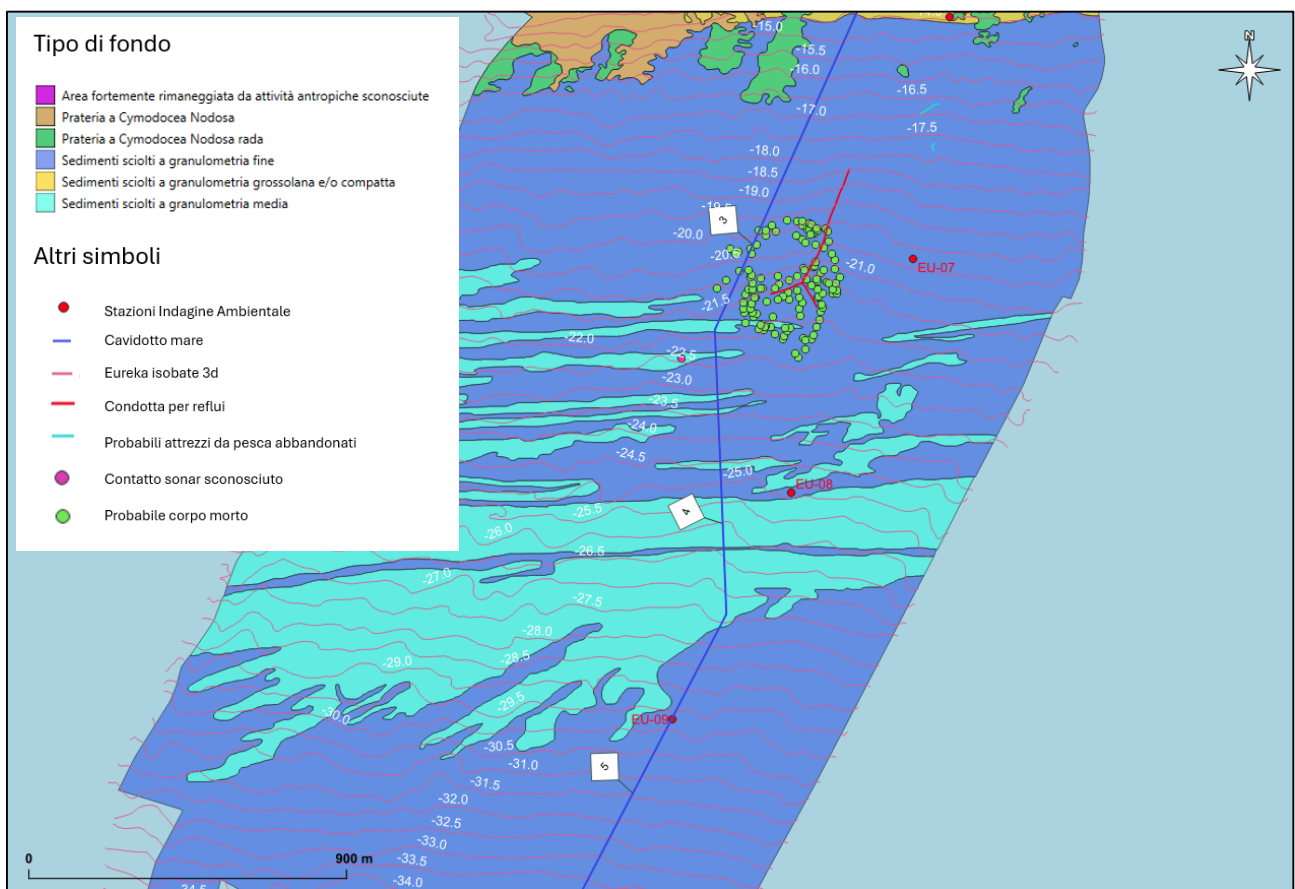 Tipo di fondo
Area fortemente rimaneggiata da attività antropiche sconosciute
Prateria a Cymodocea Nodosa
Prateria a Cymodocea Nodosa rada
Sedimenti sciolti a granulometria fine
Sedimenti sciolti a granulometria grossolana e/o compatta
Sedimenti sciolti a granulometria media
Altri simboli
Stazioni Indagine Ambientale
Cavidotto mare
Eureka isobate 3d
Condotta per reflui
Probabili attrezzi da pesca abbandonati
Contatto sonar sconosciuto
Probabile corpo morto
N
-15.0
-15.5
-16.0
-16.5
-17.0
-17.5
-18.0
-18.5
-19.0
3
-20.0
-21.0
EU-07
-21.5
-22.0
-22.5
-23.0
-23.5
-24.0
-24.5
-25.0
EU-08
-25.5
4
-26.0
-26.5
-27.0
-27.5
-28.0
-28.5
-29.0
-29.5
-30.0
EU-09
-30.5
-31.0
5
-31.5
-32.0
-32.5
-33.0
-33.5
-34.0
-34.5
0
900 m